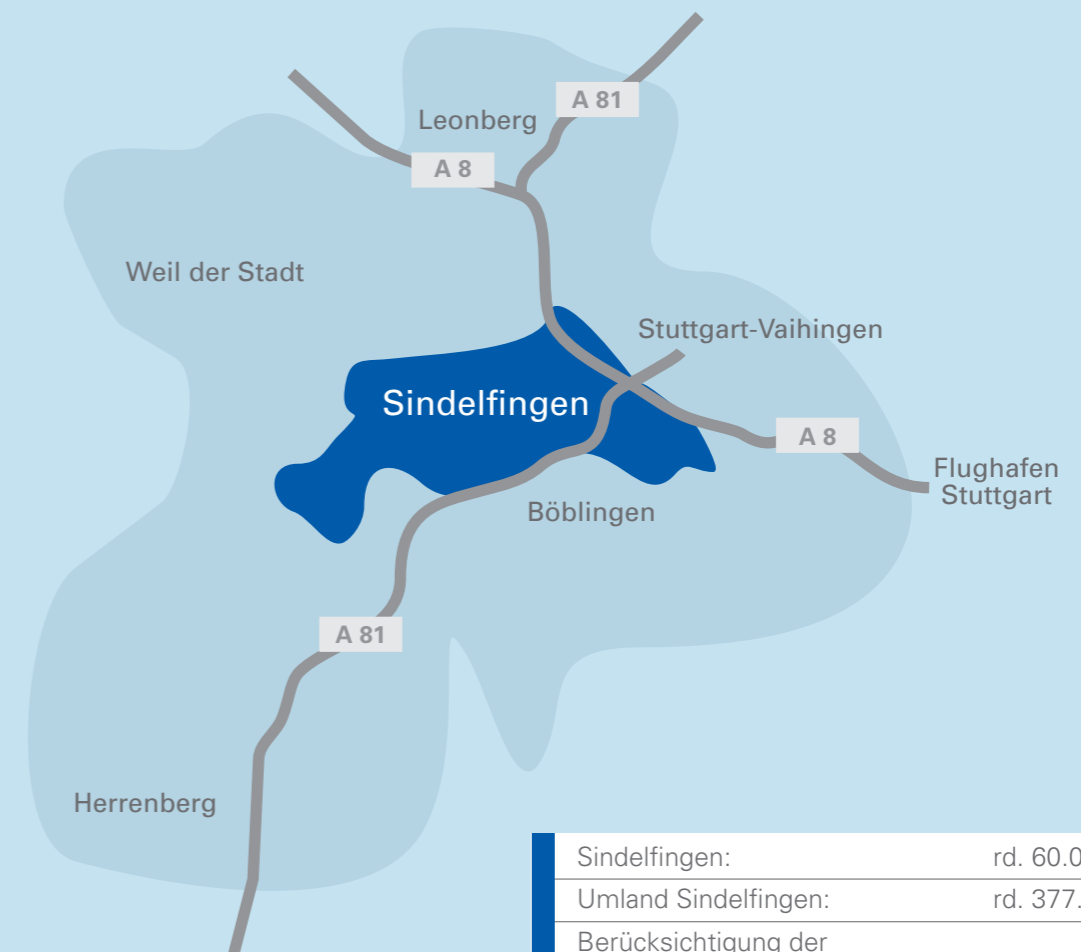 A 81
Leonberg
A 8
Weil der Stadt
Stuttgart-Vaihingen
Sindelfingen
A 8
Flughafen
Stuttgart
Böblingen
A 81
Herrenberg
Sindelfingen: rd. 60.0
Umland Sindelfingen: rd. 377.
Berücksichtigung der